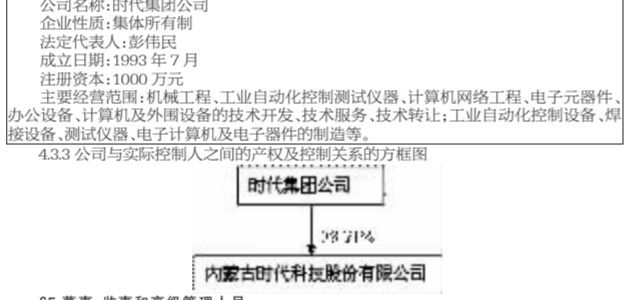 公司名称:时代集团公司
企业性质:集体所有制
法定代表人:彭伟民
成立日期:1993 年 7 月
注册资本:1000 万元
主要经营范围:机械工程、工业自动化控制测试仪器、计算机网络工程、电子元器件、
办公设备、计算机及外围设备的技术开发、技术服务、技术转让;工业自动化控制设备、焊
接设备、测试仪器、电子计算机及电子器件的制造等。
4.3.3 公司与实际控制人之间的产权及控制关系的方框图
时代集团公司
内蒙古时代科技股份有限公司